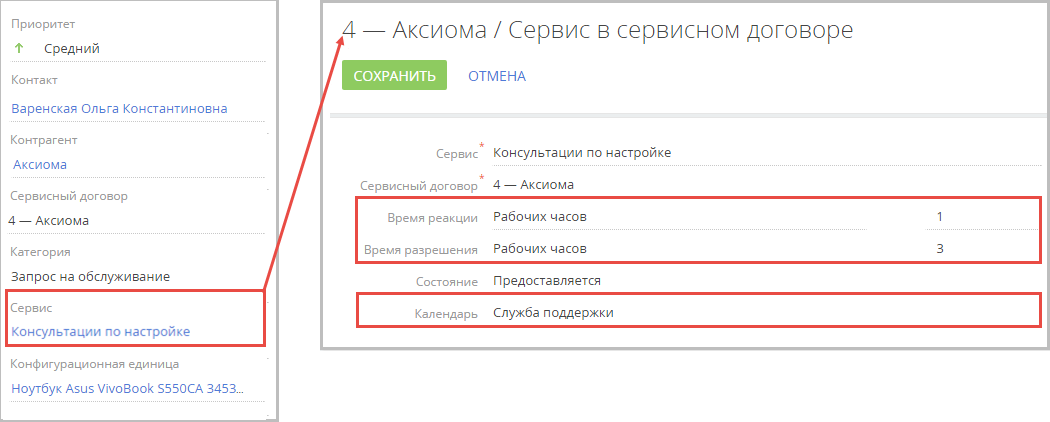 Приоритет
Средний
Контакт
Варенская Ольга Константиновна
Контрагент
Аксиома
Сервисный договор
4 — Аксиома
Категория
Запрос на обслуживание
Сервис
Консультации по настройке
Конфигурационная единица
Ноутбук Asus VivoBook S550CA 3453...
4 — Аксиома / Сервис в сервисном договоре
СОХРАНИТЬ ОТМЕНА
Сервис* Консультации по настройке
Сервисный договор* 4 — Аксиома
Время реакции Рабочих часов 1
Время разрешения Рабочих часов 3
Состояние Предоставляется
Календарь Служба поддержки